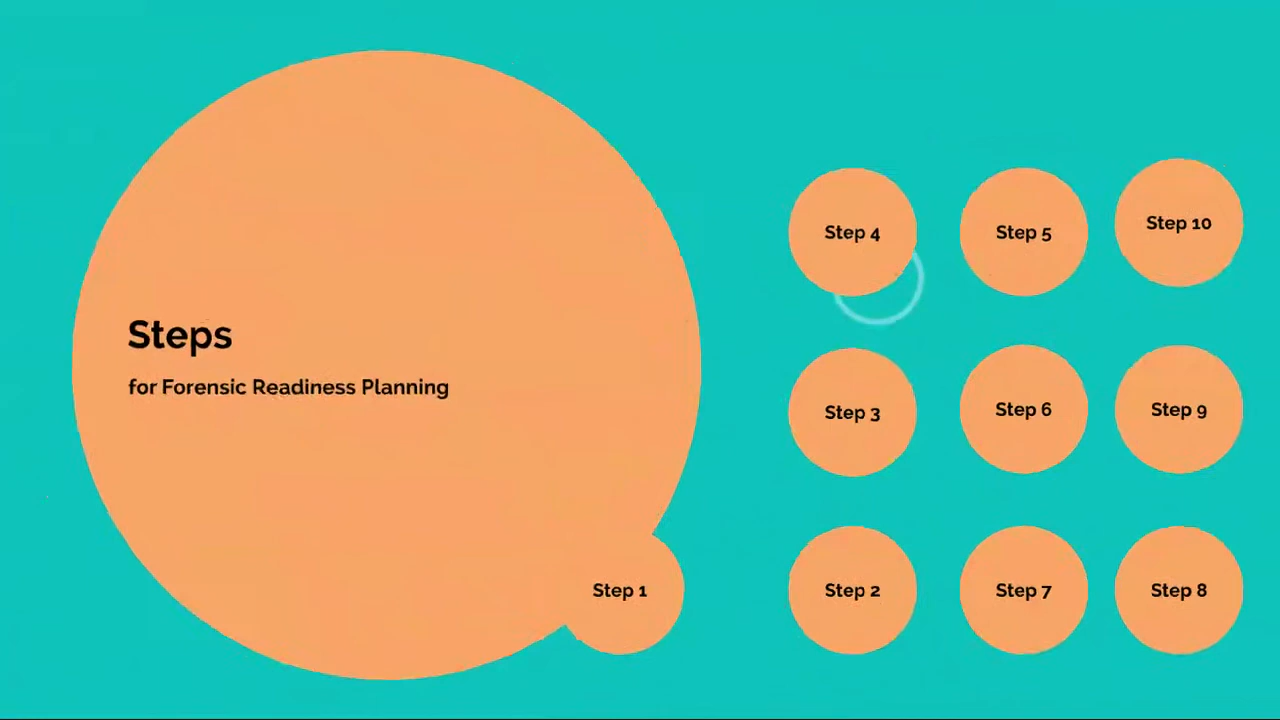 Steps
for Forensic Readiness Planning
Step 1
Step 2
Step 3
Step 4
Step 5
Step 6
Step 7
Step 8
Step 9
Step 10